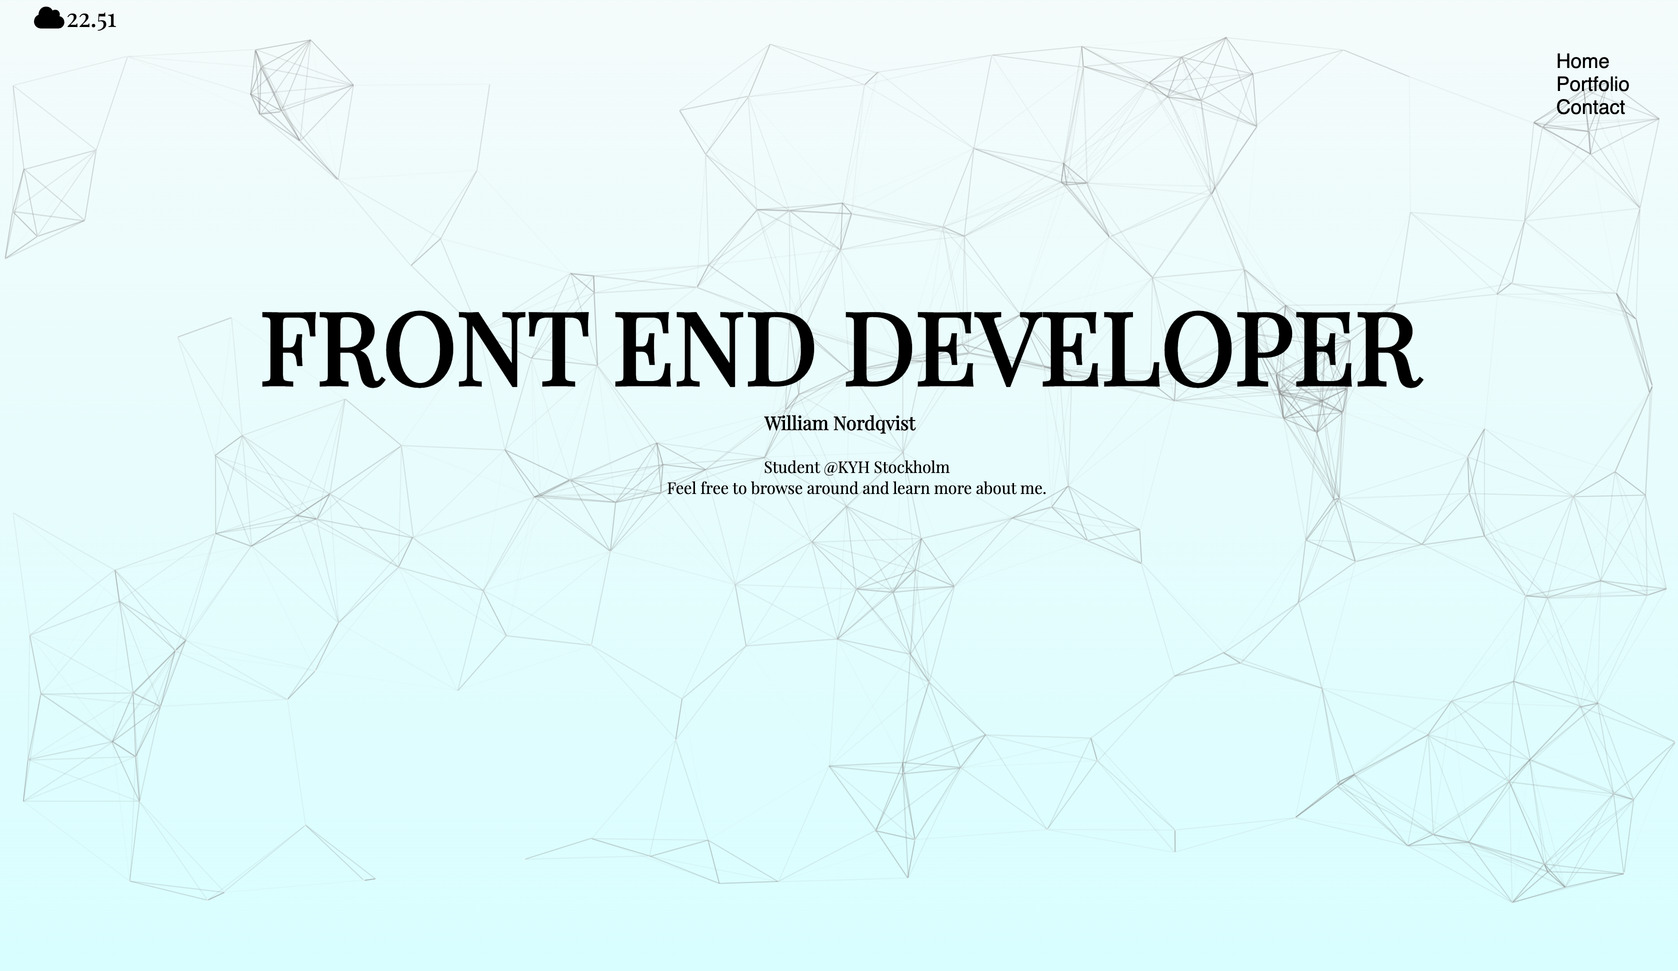 22.51
Home
Portfolio
Contact
FRONT END DEVELOPER
William Nordqvist
Student @KYH Stockholm
Feel free to browse around and learn more about me.